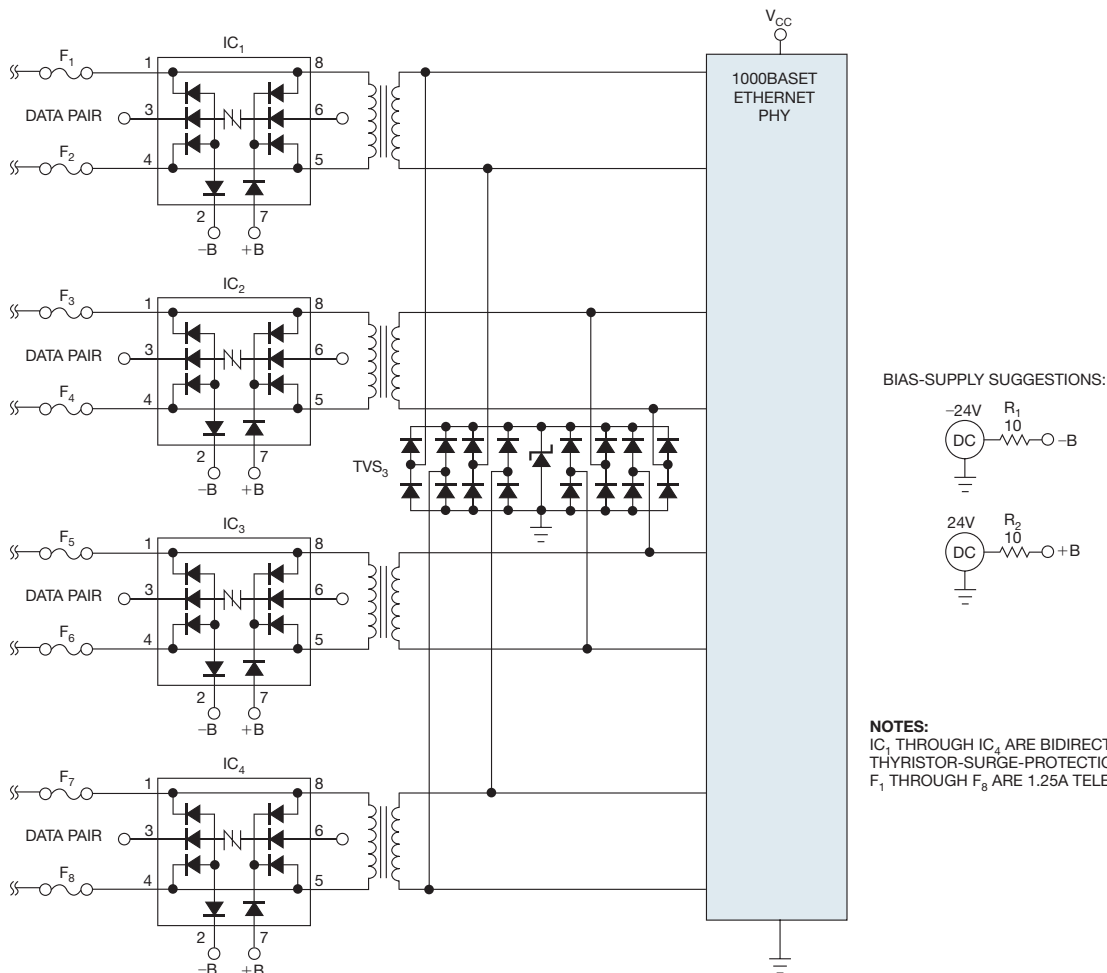 V_CC
1000BASET
ETHERNET
PHY
IC₁
F₁
1
8
DATA PAIR
3
6
F₂
4
5
2
7
−B
+B
IC₂
F₃
1
8
DATA PAIR
3
6
F₄
4
5
2
7
−B
+B
TVS₃
IC₃
F₅
1
8
DATA PAIR
3
6
F₆
4
5
2
7
−B
+B
IC₄
F₇
1
8
DATA PAIR
3
6
F₈
4
5
2
7
−B
+B
BIAS-SUPPLY SUGGESTIONS:
−24V
R₁
10
DC
−B
24V
R₂
10
DC
+B
NOTES:
IC₁ THROUGH IC₄ ARE BIDIRECT
THYRISTOR-SURGE-PROTECTIO
F₁ THROUGH F₈ ARE 1.25A TELE